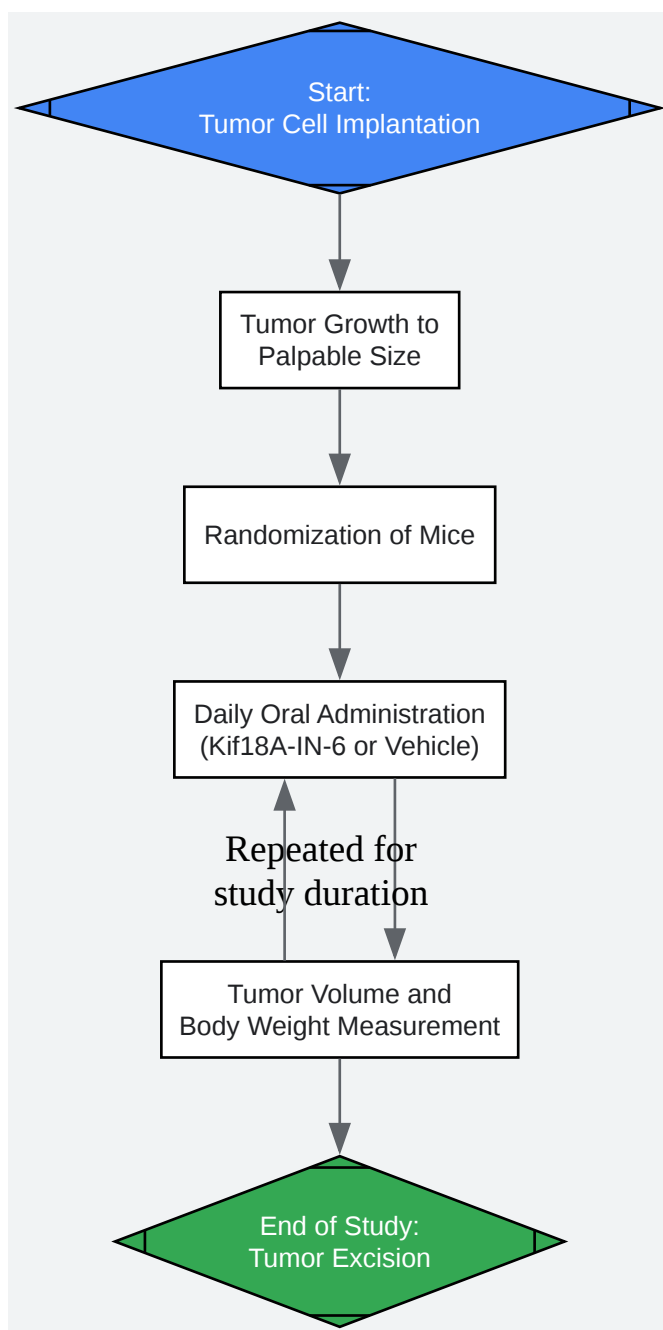 Start:
Tumor Cell Implantation
Tumor Growth to
Palpable Size
Randomization of Mice
Daily Oral Administration
(Kif18A-IN-6 or Vehicle)
Repeated for
study duration
Tumor Volume and
Body Weight Measurement
End of Study:
Tumor Excision